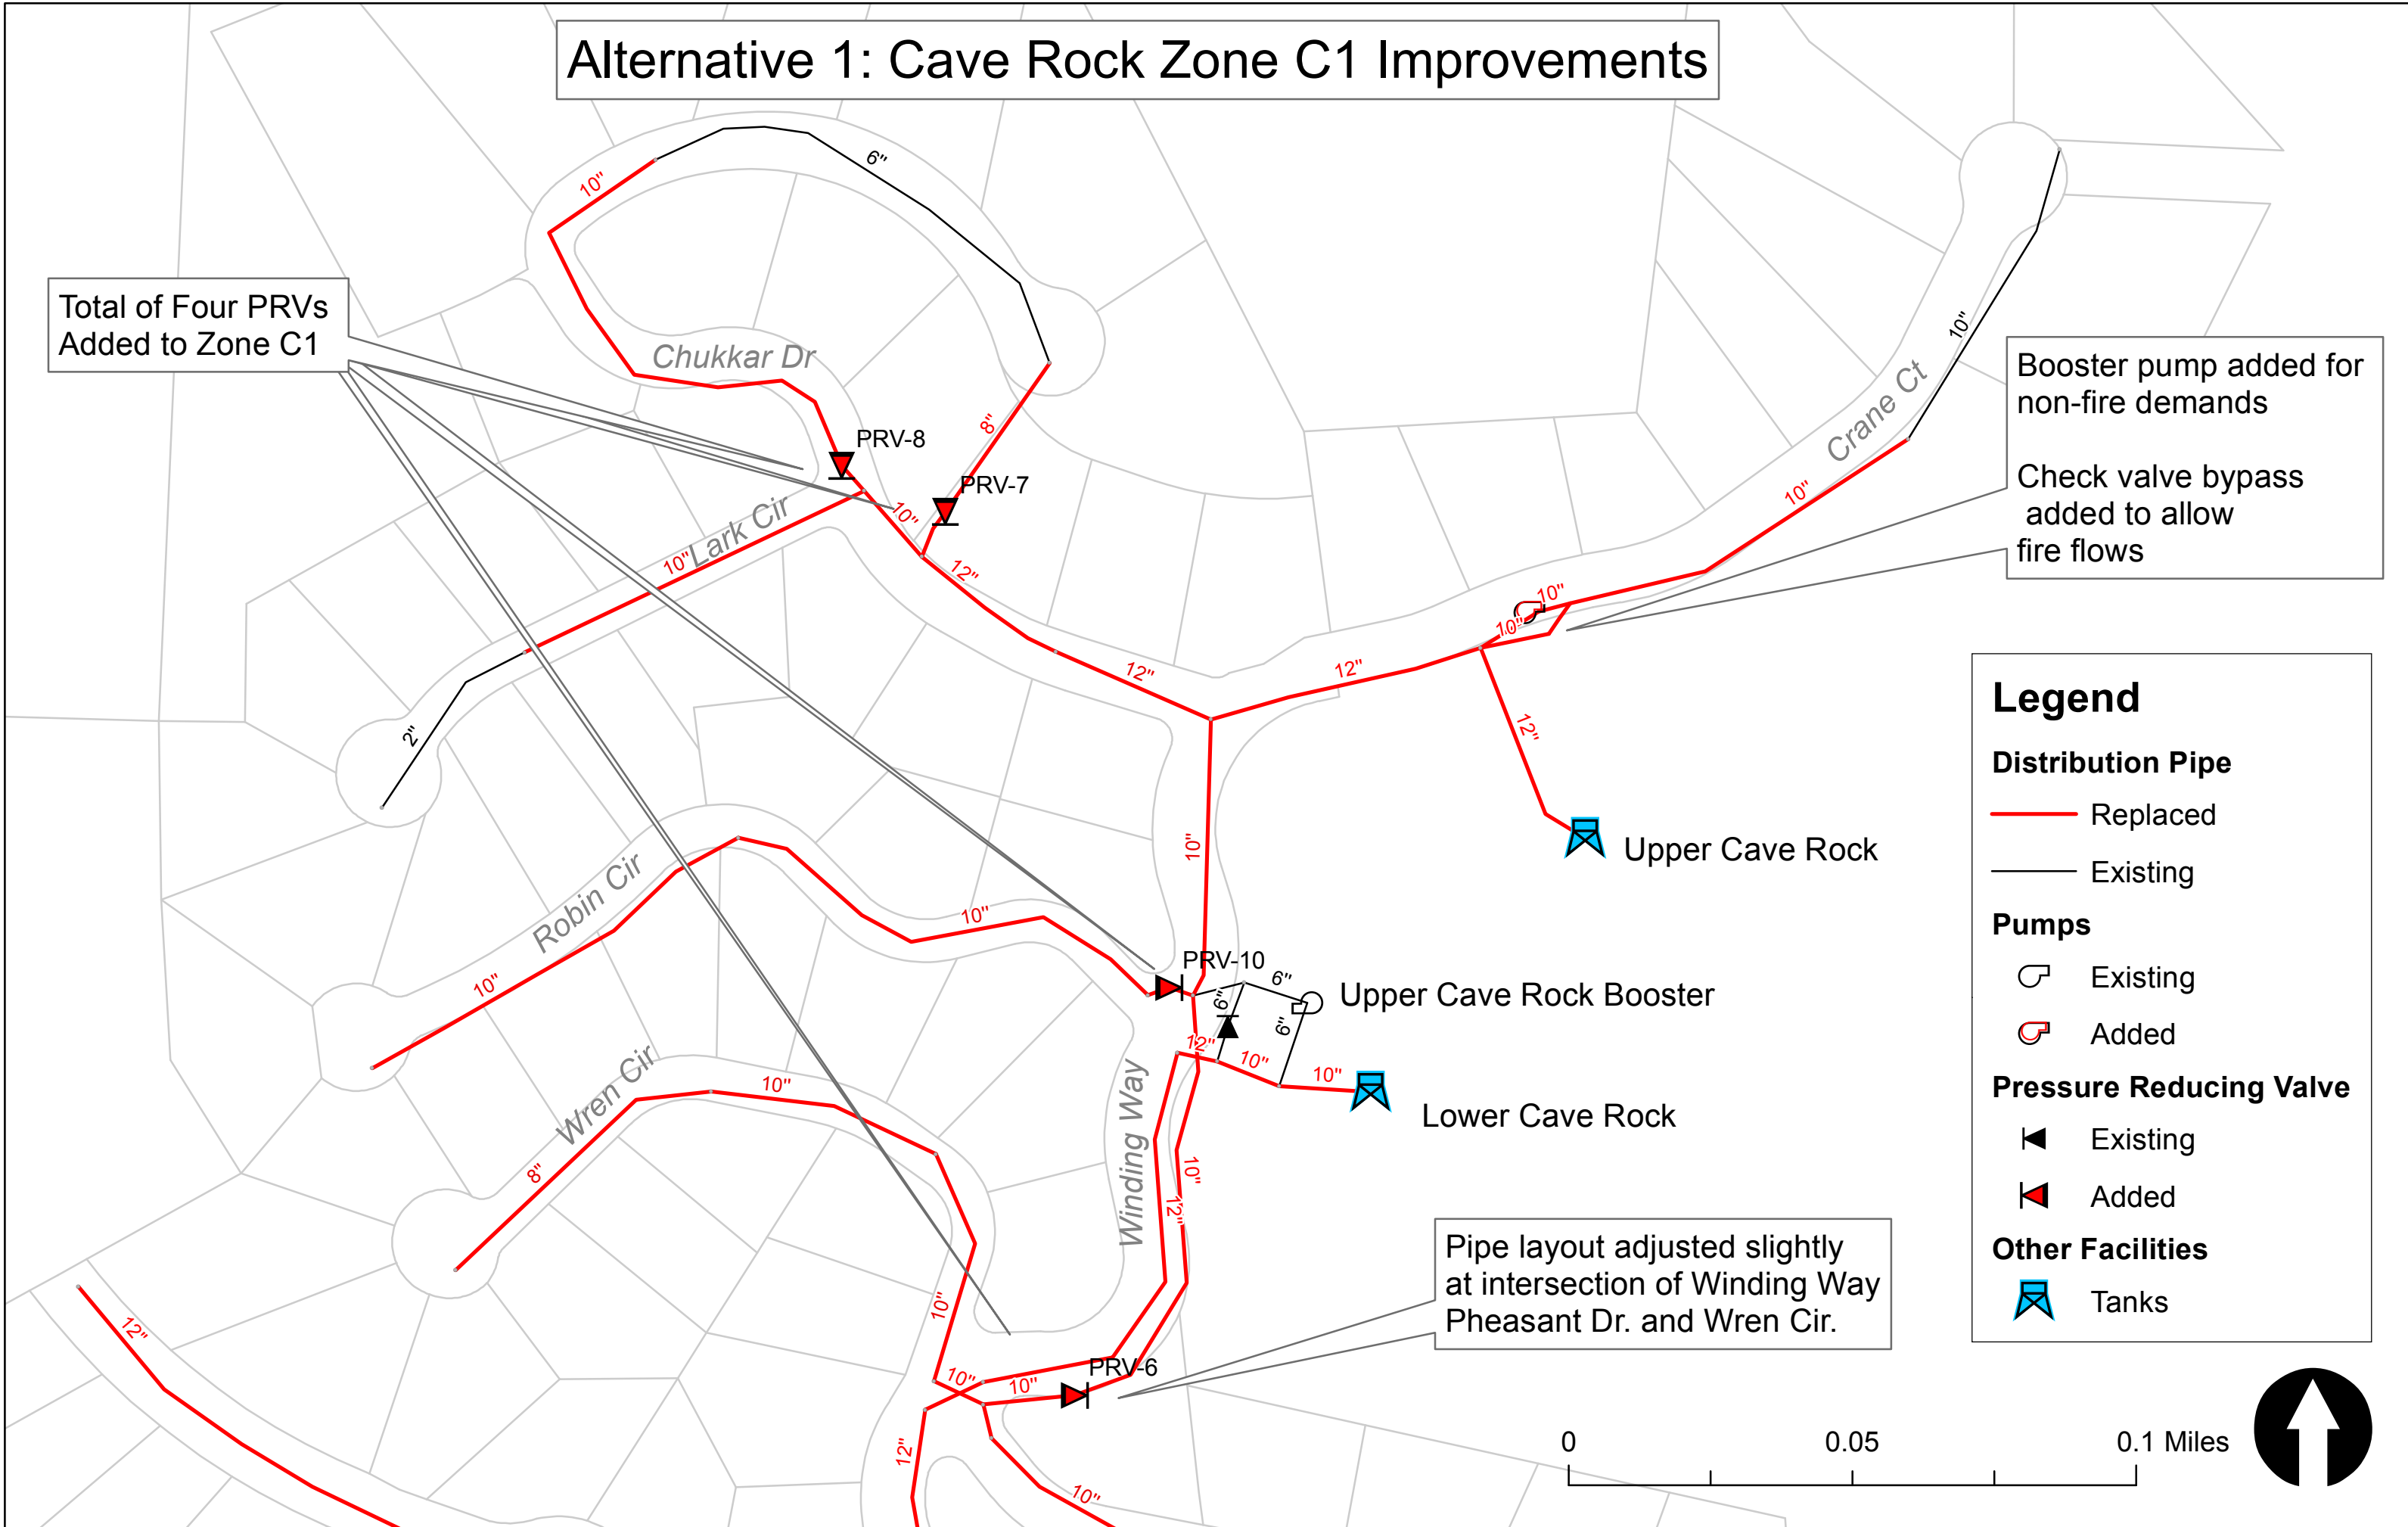 Alternative 1: Cave Rock Zone C1 Improvements
6"
10"
Total of Four PRVs
Added to Zone C1
Chukkar Dr
8"
PRV-8
PRV-7
10"
Lark Cir
10"
12"
2"
12"
12"
10"
10"
10"
10"
Crane Ct
10"
Booster pump added for
non-fire demands
Check valve bypass
added to allow
fire flows
12"
Upper Cave Rock
10"
Robin Cir
10"
10"
PRV-10
6"
6"
6"
Upper Cave Rock Booster
12"
10"
10"
Lower Cave Rock
Wren Cir
10"
8"
Winding Way
10"
12"
10"
12"
Pipe layout adjusted slightly
at intersection of Winding Way
Pheasant Dr. and Wren Cir.
PRV-6
10"
10"
12"
10"
Legend
Distribution Pipe
Replaced
Existing
Pumps
Existing
Added
Pressure Reducing Valve
Existing
Added
Other Facilities
Tanks
0
0.05
0.1 Miles